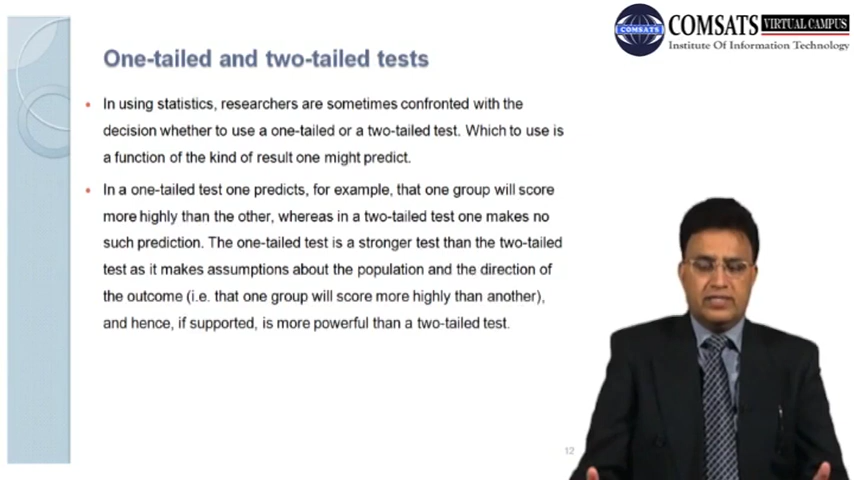 One-tailed and two-tailed tests
In using statistics, researchers are sometimes confronted with the
decision whether to use a one-tailed or a two-tailed test. Which to use is
a function of the kind of result one might predict.
In a one-tailed test one predicts, for example, that one group will score
more highly than the other, whereas in a two-tailed test one makes no
such prediction. The one-tailed test is a stronger test than the two-tailed
test as it makes assumptions about the population and the direction of
the outcome (i.e. that one group will score more highly than another),
and hence, if supported, is more powerful than a two-tailed test.
12
COMSATS
COMSATS VIRTUAL CAMPUS
Institute Of Information Technology